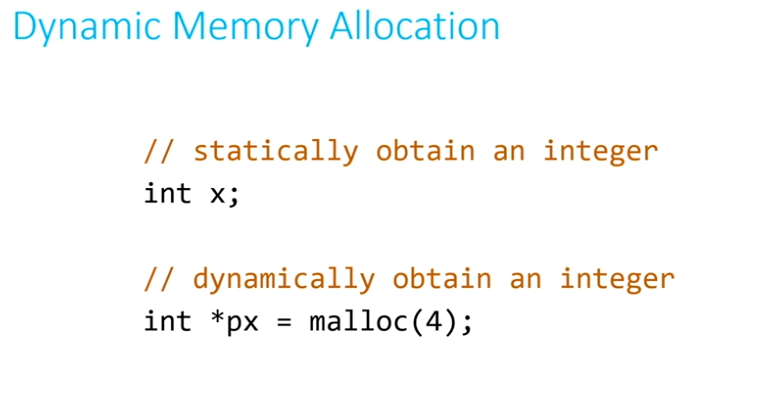 Dynamic Memory Allocation
// statically obtain an integer
int x;
// dynamically obtain an integer
int *px = malloc(4);